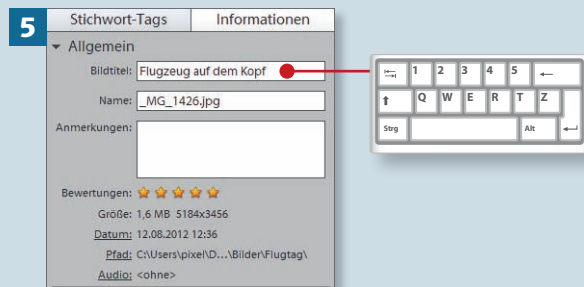 5
Stichwort-Tags Informationen
Allgemein
Bildtitel: Flugzeug auf dem Kopf
Name: _MG_1426.jpg
Anmerkungen:
Bewertungen:
Größe: 1,6 MB 5184x3456
Datum: 12.08.2012 12:36
Pfad: C:\Users\pixel\D...\Bilder\Flugtag\
Audio: <ohne>
1 2 3 4 5
Q W E R T Z
Strg Alt